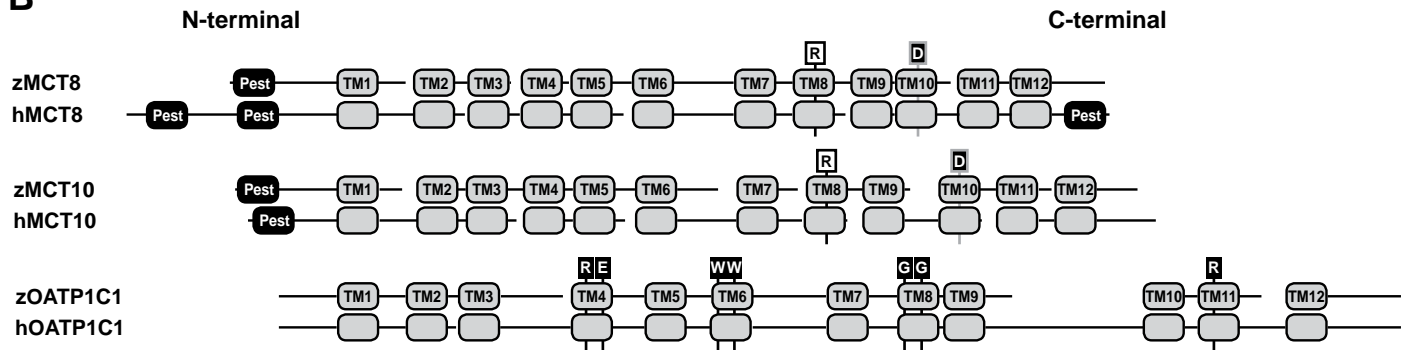 B
N-terminal C-terminal
R D
zMCT8 Pest TM1 TM2 TM3 TM4 TM5 TM6 TM7 TM8 TM9 TM10 TM11 TM12
hMCT8 Pest Pest Pest
R D
zMCT10 Pest TM1 TM2 TM3 TM4 TM5 TM6 TM7 TM8 TM9 TM10 TM11 TM12
hMCT10 Pest
R E W W G G R
zOATP1C1 TM1 TM2 TM3 TM4 TM5 TM6 TM7 TM8 TM9 TM10 TM11 TM12
hOATP1C1